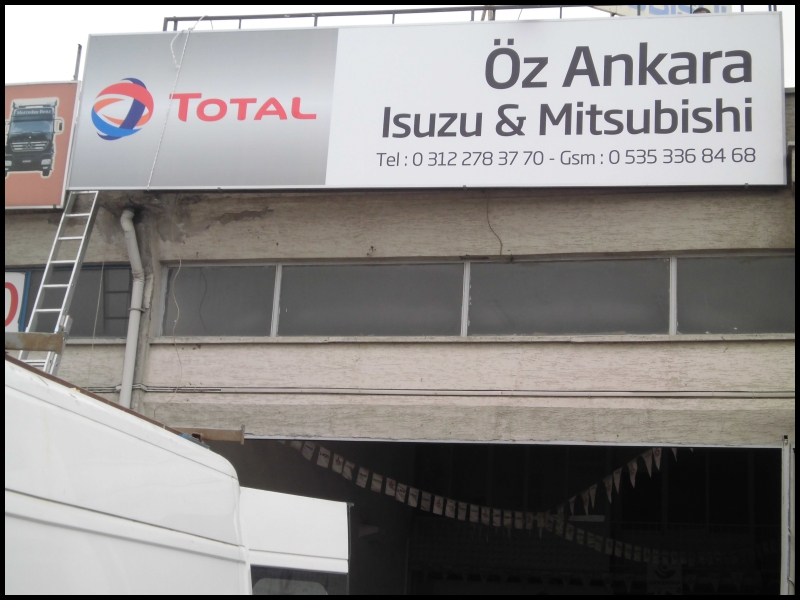 TOTAL
Öz Ankara
Isuzu & Mitsubishi
Tel : 0 312 278 37 70 - Gsm : 0 535 336 84 68